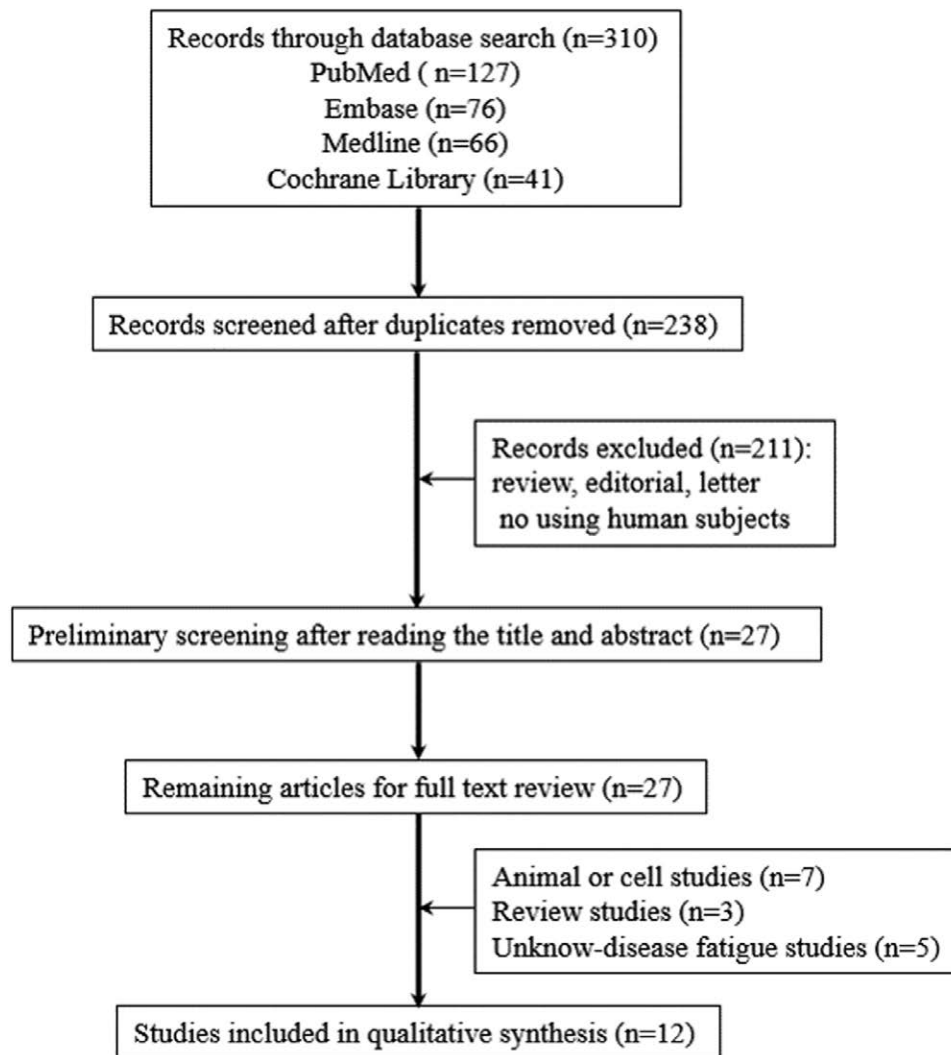 Records through database search (n=310)
PubMed ( n=127)
Embase (n=76)
Medline (n=66)
Cochrane Library (n=41)
Records screened after duplicates removed (n=238)
Records excluded (n=211):
review, editorial, letter
no using human subjects
Preliminary screening after reading the title and abstract (n=27)
Remaining articles for full text review (n=27)
Animal or cell studies (n=7)
Review studies (n=3)
Unknow-disease fatigue studies (n=5)
Studies included in qualitative synthesis (n=12)